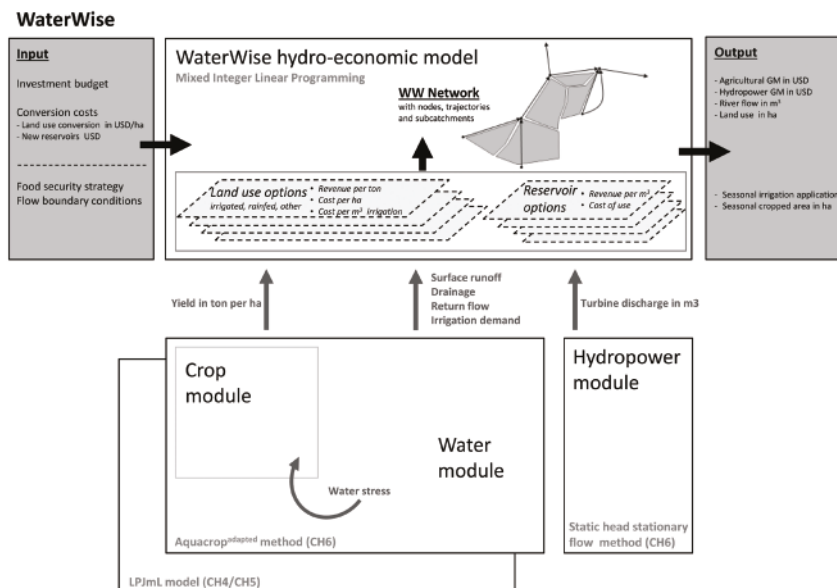 WaterWise
Input
Investment budget
Conversion costs
- Land use conversion in USD/ha
- New reservoirs USD
Food security strategy
Flow boundary conditions
WaterWise hydro-economic model
Mixed Integer Linear Programming
WW Network
with nodes, trajectories
and subcatchments
Land use options
irrigated, rainfed, other
• Revenue per ton
• Cost per ha
• Cost per m³ irrigation
Reservoir
options
• Revenue per m³
• Cost of use
Output
- Agricultural GM in USD
- Hydropower GM in USD
- River flow in m³
- Land use in ha
- Seasonal irrigation application
- Seasonal cropped area in ha
Yield in ton per ha
Surface runoff
Drainage
Return flow
Irrigation demand
Turbine discharge in m3
Crop
module
Water
module
Water stress
Aquacropadapted method (CH6)
LPJmL model (CH4/CH5)
Hydropower
module
Static head stationary
flow method (CH6)